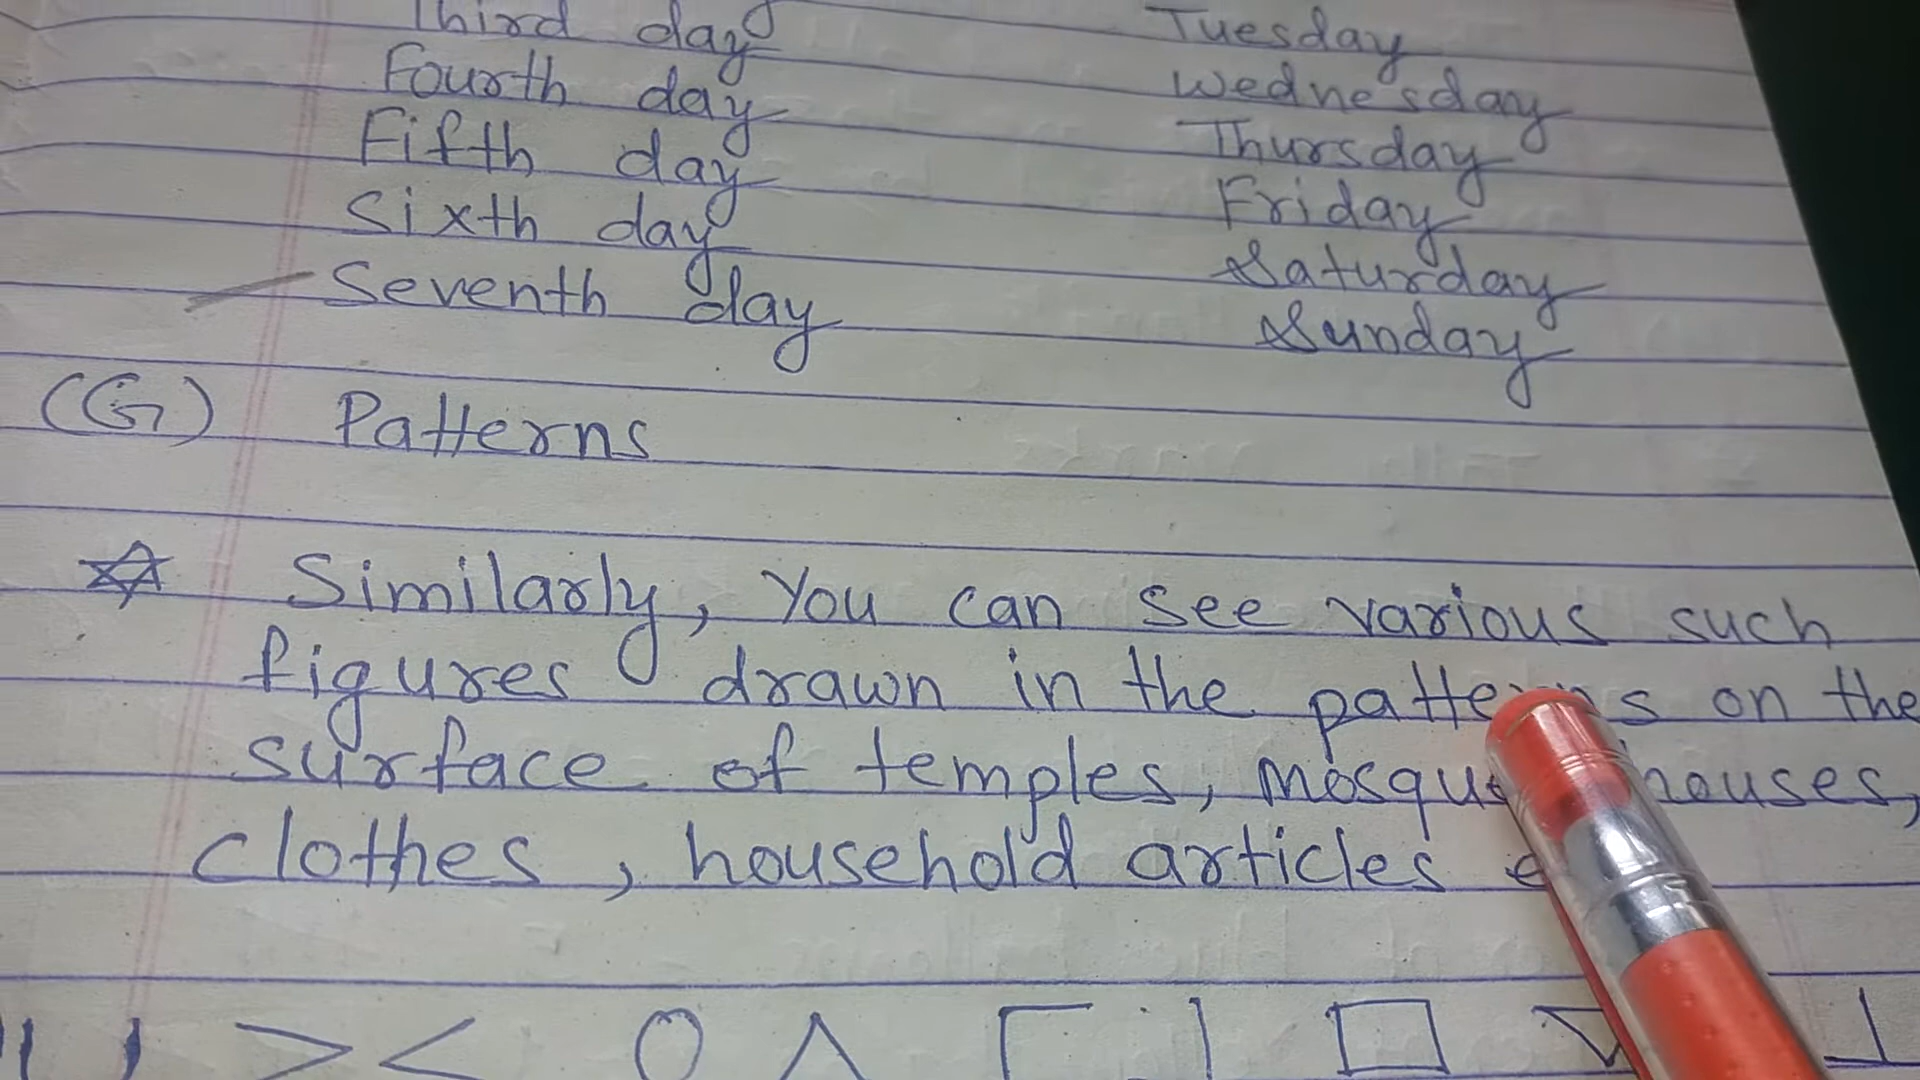 Third day Tuesday
Fourth day Wednesday
Fifth day Thursday
Sixth day Friday
Seventh day Saturday
Sunday
(G) Patterns
Similarly, You can see various such
figures drawn in the patterns on the
surface of temples, houses,
clothes, household articles